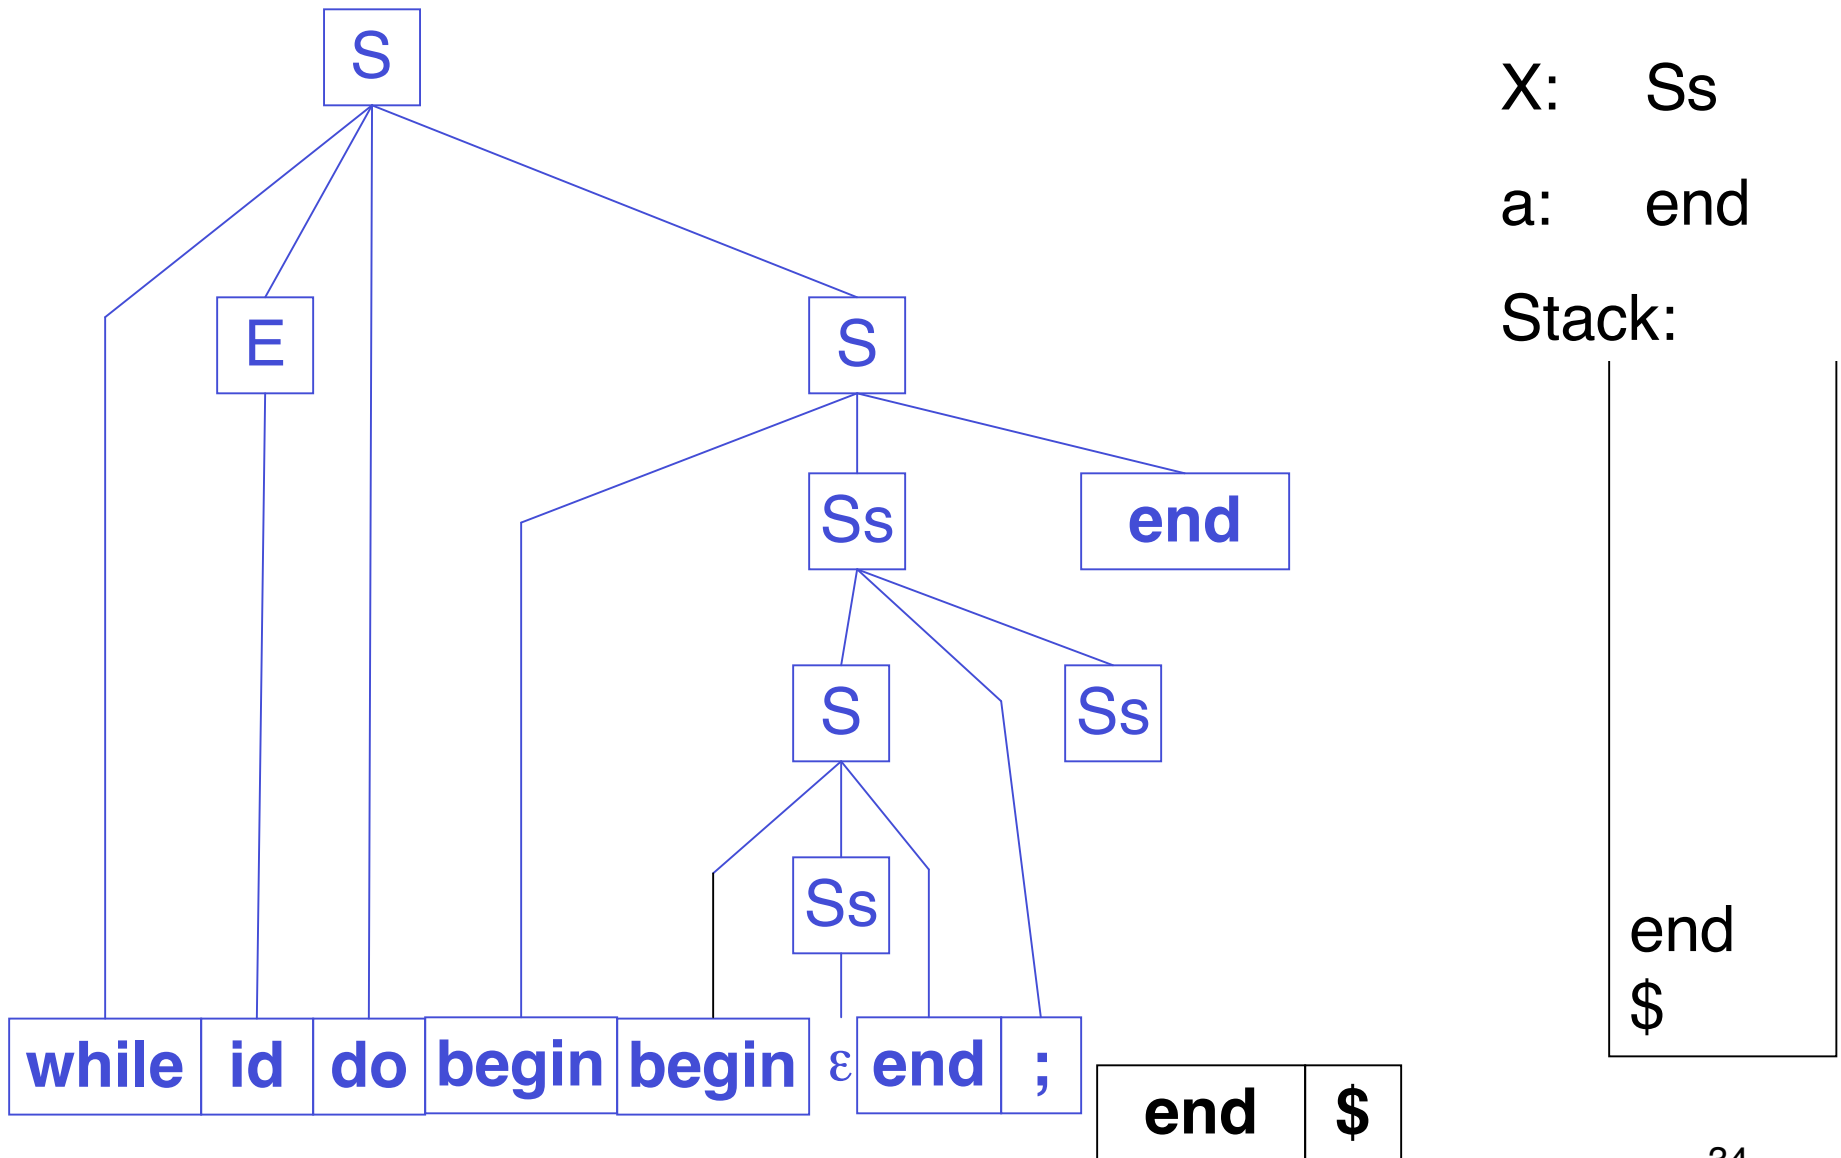 S
X: Ss
a: end
Stack:
E
S
Ss
end
S
Ss
Ss
end
$
while id do begin begin ε end ;
end $